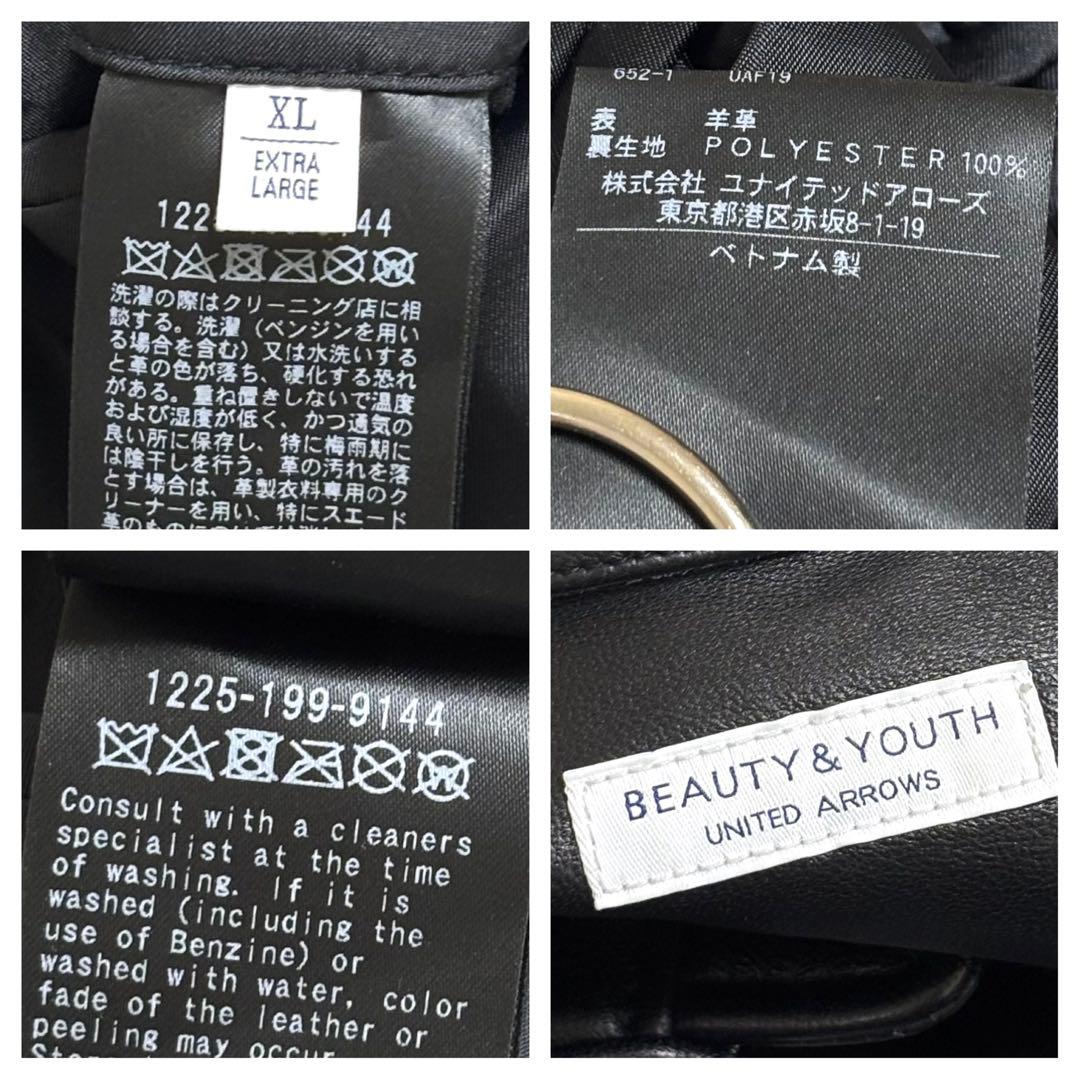 XL
EXTRA
LARGE
洗濯の際はクリーニング店に相
談する。洗濯（ベンジンを用い
る場合を含む）又は水洗いする
と革の色が落ち、硬化する恐れ
がある。重ね置きしないで温度
および湿度が低く、かつ通気の
良い所に保存し、特に梅雨期に
は陰干しを行う。革の汚れを落
とす場合は、革製衣料専用のク
リーナーを用い、特にスエード
652-1 UAF19
表 羊革
裏生地 POLYESTER 100%
株式会社 ユナイテッドアローズ
東京都港区赤坂8-1-19
ベトナム製
1225-199-9144
Consult with a cleaners
specialist at the time
of washing. If it is
washed (including the
use of Benzine) or
washed with water, color
fade of the leather or
peeling may occur.
BEAUTY & YOUTH
UNITED ARROWS